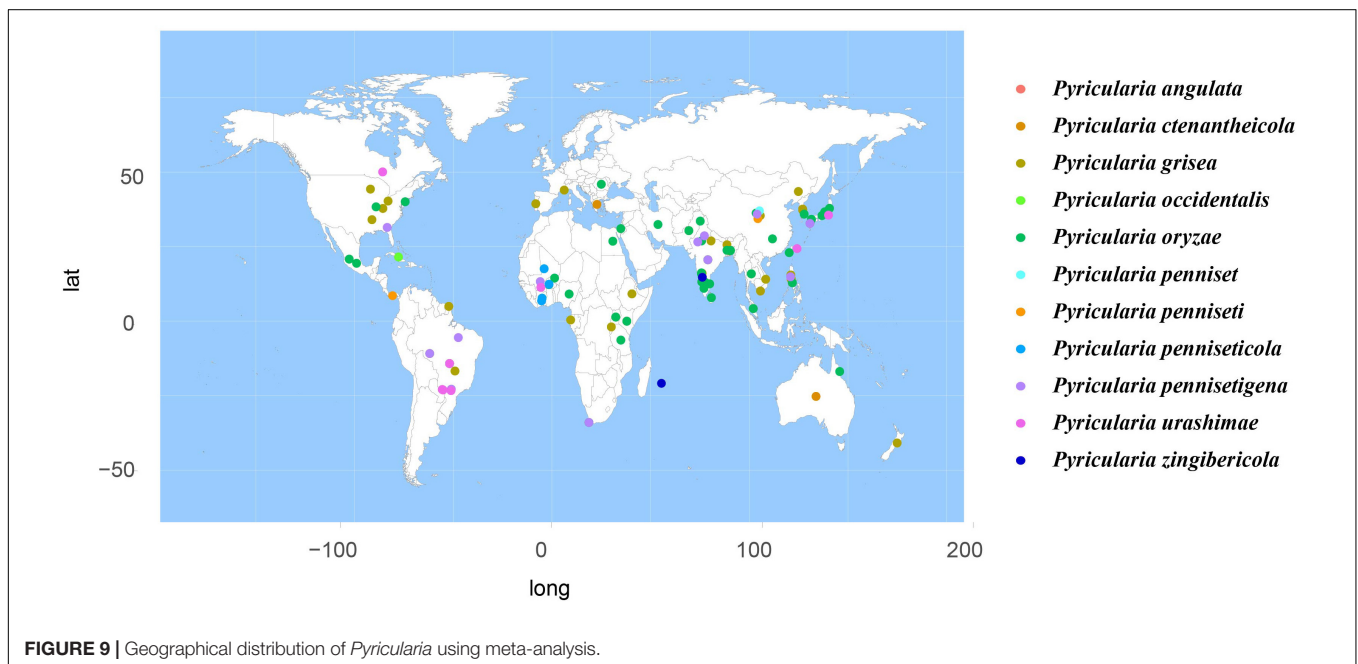 Pyricularia angulata
Pyricularia ctenantheicola
Pyricularia grisea
Pyricularia occidentalis
Pyricularia oryzae
Pyricularia penniset
Pyricularia penniseti
Pyricularia penniseticola
Pyricularia pennisetigena
Pyricularia urashimae
Pyricularia zingibericola
50
0
−50
lat
−100 0 100 200
long
FIGURE 9 | Geographical distribution of Pyricularia using meta-analysis.